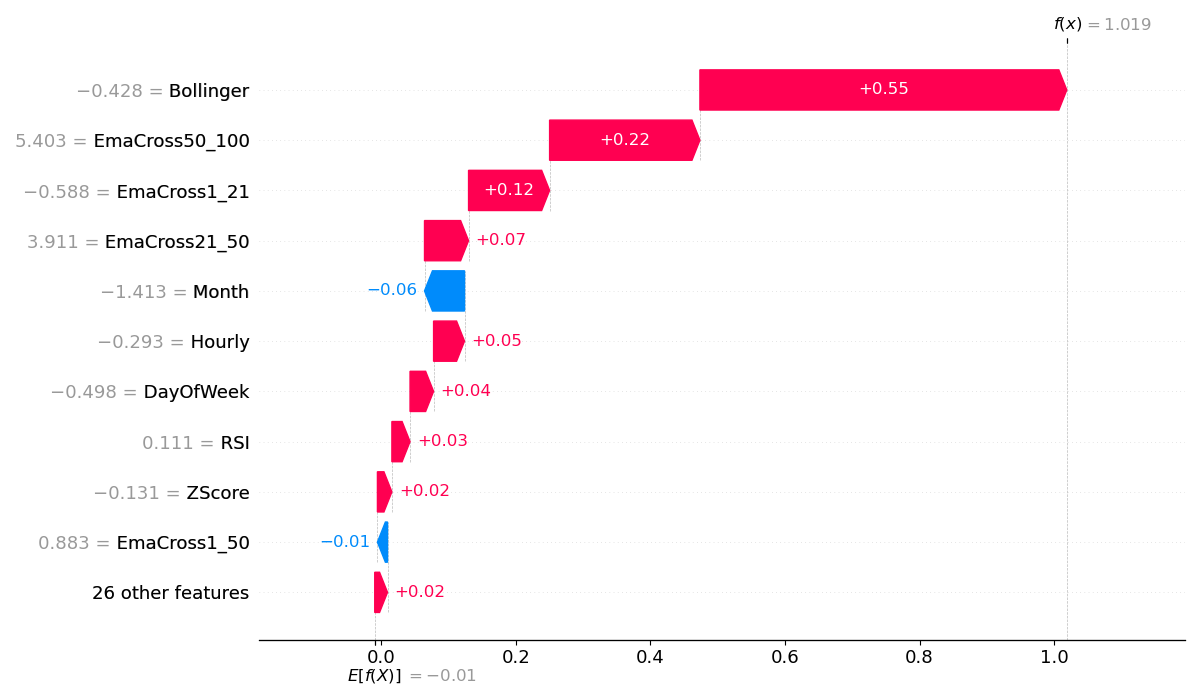 f(x) = 1.019
−0.428 = Bollinger
+0.55
5.403 = EmaCross50_100
+0.22
−0.588 = EmaCross1_21
+0.12
3.911 = EmaCross21_50
+0.07
−1.413 = Month
−0.06
−0.293 = Hourly
+0.05
−0.498 = DayOfWeek
+0.04
0.111 = RSI
+0.03
−0.131 = ZScore
+0.02
0.883 = EmaCross1_50
−0.01
26 other features
+0.02
0.0 0.2 0.4 0.6 0.8 1.0
E[f(X)] = −0.01